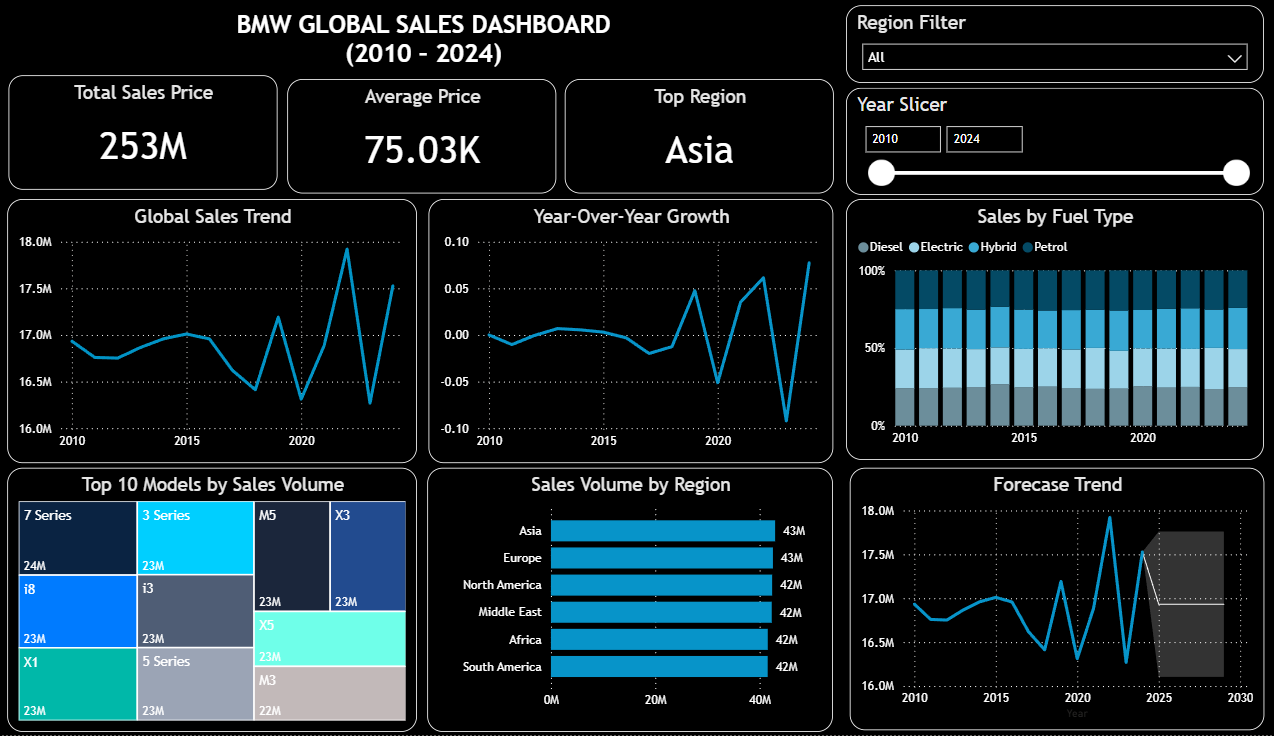 BMW GLOBAL SALES DASHBOARD
(2010 - 2024)
Region Filter
All
Total Sales Price
253M
Average Price
75.03K
Top Region
Asia
Year Slicer
2010
2024
Global Sales Trend
18.0M
17.5M
17.0M
16.5M
16.0M
2010 2015 2020
Year-Over-Year Growth
0.10
0.05
0.00
-0.05
-0.10
2010 2015 2020
Sales by Fuel Type
Diesel Electric Hybrid Petrol
100%
50%
0%
2010 2015 2020
Top 10 Models by Sales Volume
7 Series
24M
3 Series
23M
M5
23M
X3
23M
i8
23M
i3
23M
X5
23M
X1
23M
5 Series
23M
M3
22M
Sales Volume by Region
Asia 43M
Europe 43M
North America 42M
Middle East 42M
Africa 42M
South America 42M
0M 20M 40M
Forecase Trend
18.0M
17.5M
17.0M
16.5M
16.0M
2010 2015 2020 2025 2030
Year